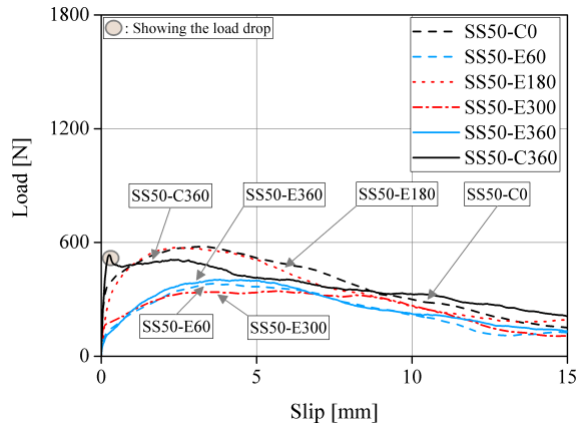 : Showing the load drop
SS50-C0
SS50-E60
SS50-E180
SS50-E300
SS50-E360
SS50-C360
1800
1200
600
0
Load [N]
SS50-C360
SS50-E360
SS50-E180
SS50-C0
SS50-E60
SS50-E300
0
5
10
15
Slip [mm]